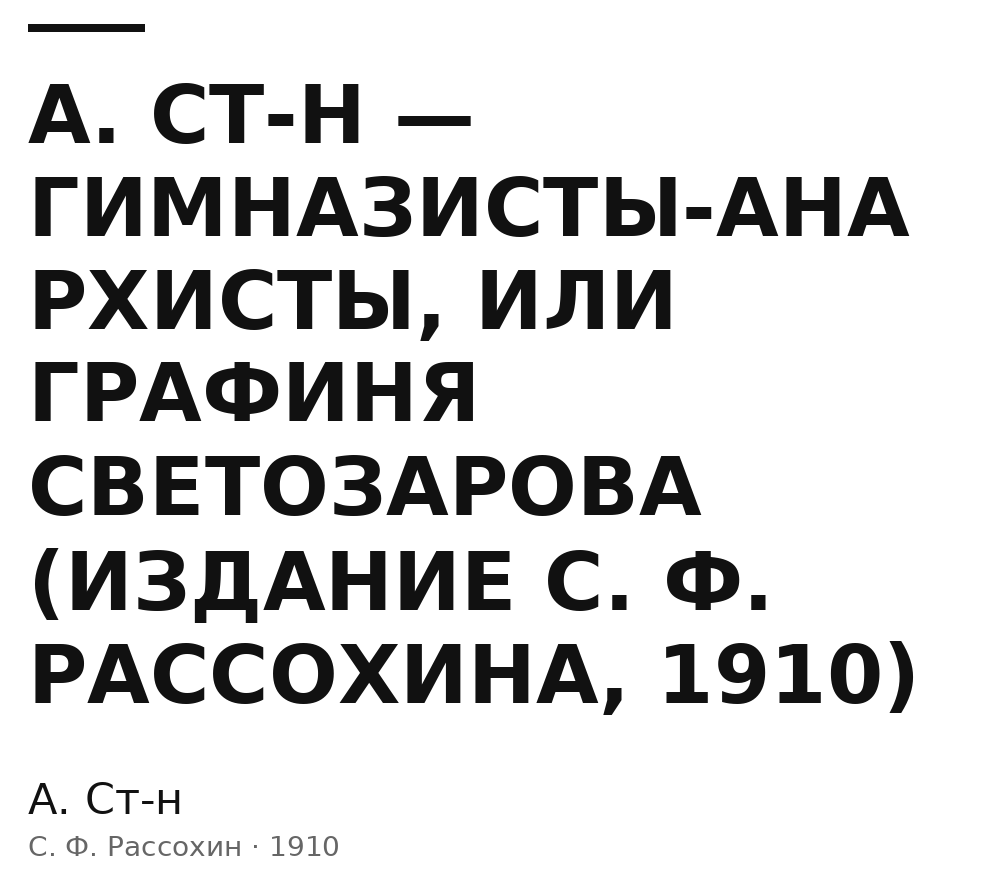 А. СТ-Н —
ГИМНАЗИСТЫ-АНА
РХИСТЫ, ИЛИ
ГРАФИНЯ
СВЕТОЗАРОВА
(ИЗДАНИЕ С. Ф.
РАССОХИНА, 1910)
А. Ст-н
С. Ф. Рассохин · 1910